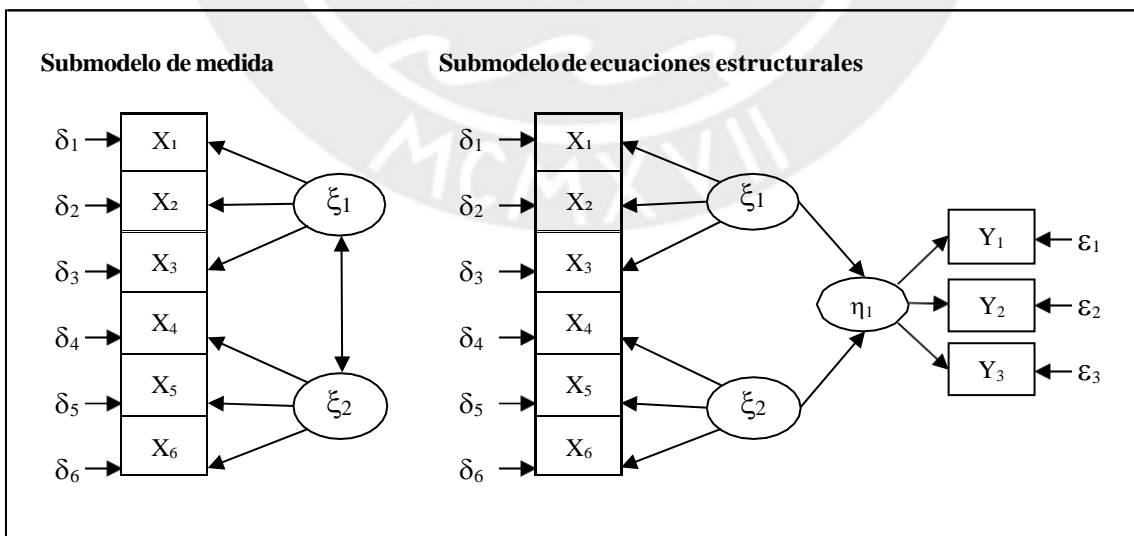 Submodelo de medida
δ1 X1
δ2 X2
δ3 X3
δ4 X4
δ5 X5
δ6 X6
ξ1
ξ2
Submodelo de ecuaciones estructurales
δ1 X1
δ2 X2
δ3 X3
δ4 X4
δ5 X5
δ6 X6
ξ1
ξ2
η1
Y1 ε1
Y2 ε2
Y3 ε3
MCMXVII